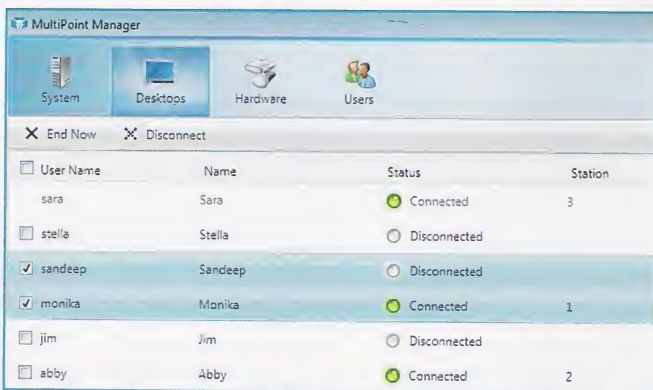 MultiPoint Manager
System Desktops Hardware Users
End Now Disconnect
User Name Name Status Station
sara Sara Connected 3
stella Stella Disconnected
sandeep Sandeep Disconnected
monika Monika Connected 1
jim Jim Disconnected
abby Abby Connected 2